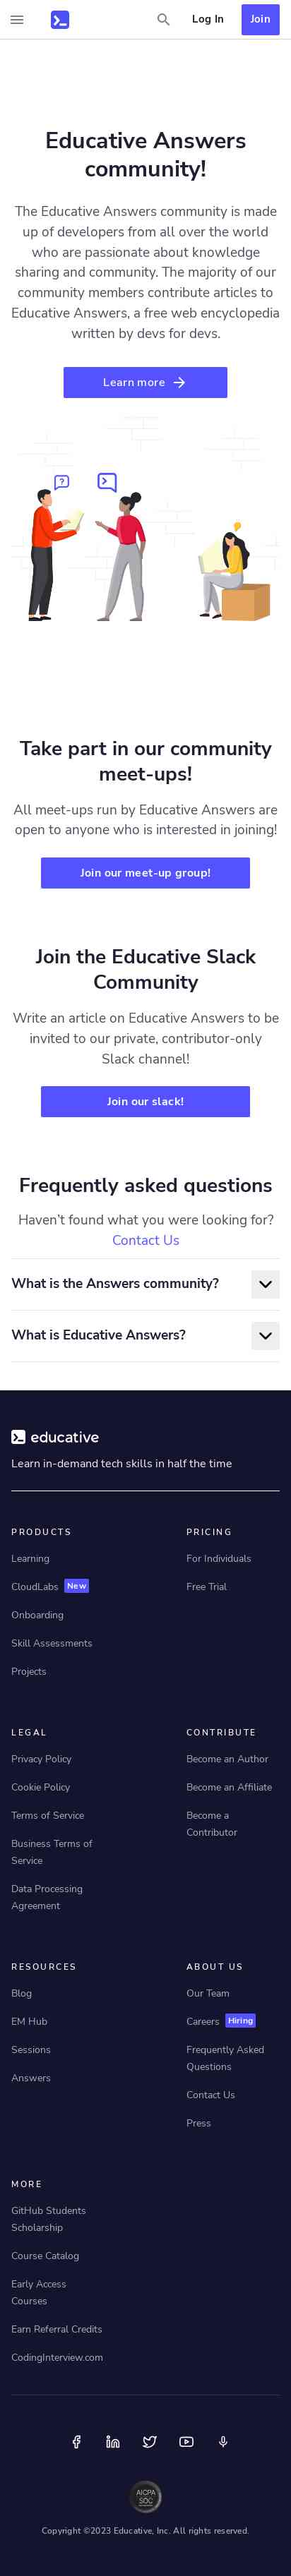 Log In
Join
Educative Answers
community!
The Educative Answers community is made
up of developers from all over the world
who are passionate about knowledge
sharing and community. The majority of our
community members contribute articles to
Educative Answers, a free web encyclopedia
written by devs for devs.
Learn more
?
Take part in our community
meet-ups!
All meet-ups run by Educative Answers are
open to anyone who is interested in joining!
Join our meet-up group!
Join the Educative Slack
Community
Write an article on Educative Answers to be
invited to our private, contributor-only
Slack channel!
Join our slack!
Frequently asked questions
Haven’t found what you were looking for?
Contact Us
What is the Answers community?
What is Educative Answers?
educative
Learn in-demand tech skills in half the time
PRODUCTS
Learning
CloudLabs New
Onboarding
Skill Assessments
Projects
PRICING
For Individuals
Free Trial
LEGAL
Privacy Policy
Cookie Policy
Terms of Service
Business Terms of
Service
Data Processing
Agreement
CONTRIBUTE
Become an Author
Become an Affiliate
Become a
Contributor
RESOURCES
Blog
EM Hub
Sessions
Answers
ABOUT US
Our Team
Careers Hiring
Frequently Asked
Questions
Contact Us
Press
MORE
GitHub Students
Scholarship
Course Catalog
Early Access
Courses
Earn Referral Credits
CodingInterview.com
AICPA
SOC
Copyright ©2023 Educative, Inc. All rights reserved.